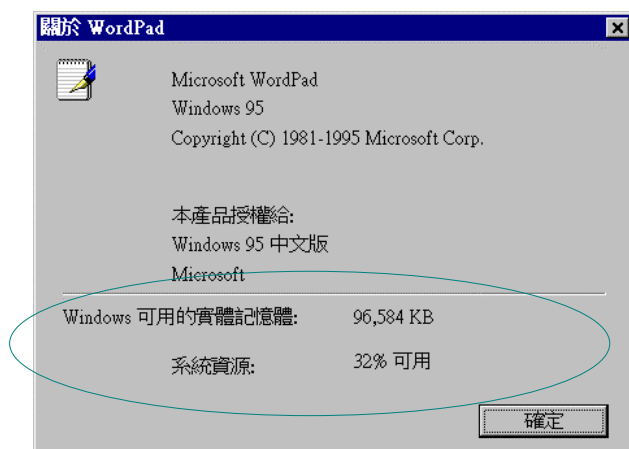 關於 WordPad
Microsoft WordPad
Windows 95
Copyright (C) 1981-1995 Microsoft Corp.
本產品授權給:
Windows 95 中文版
Microsoft
Windows 可用的實體記憶體: 96,584 KB
系統資源: 32% 可用
確定